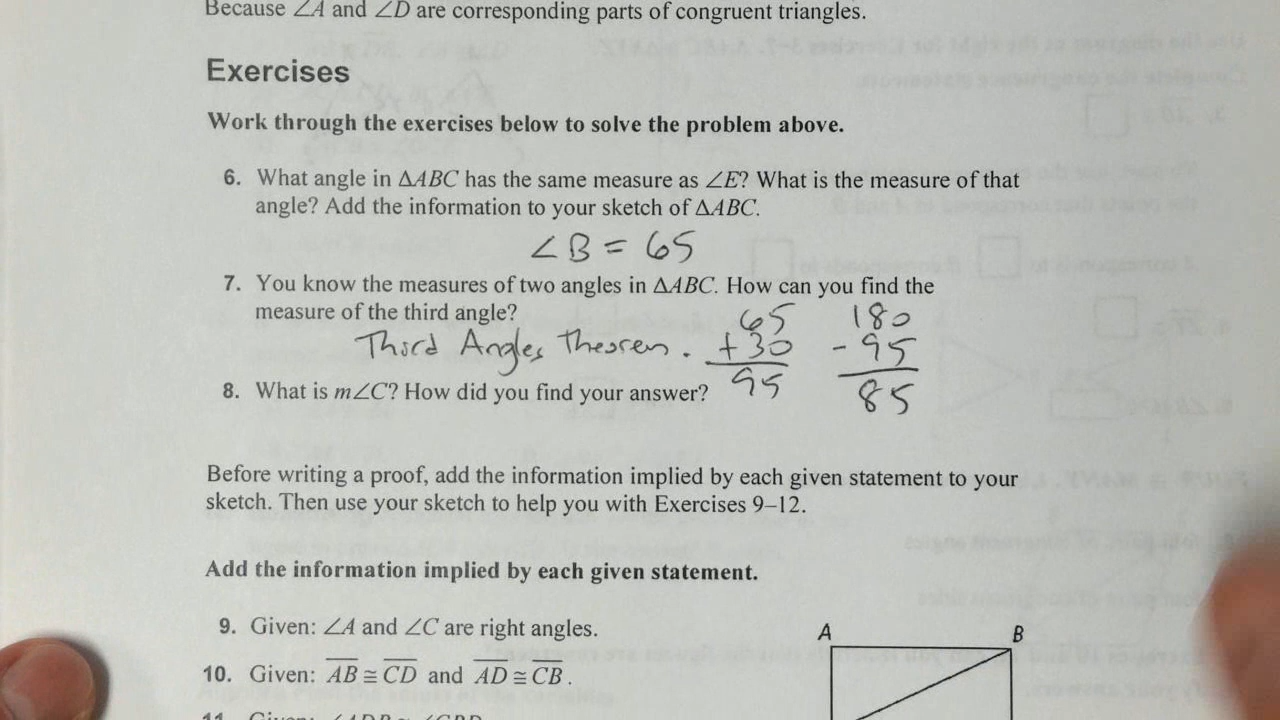 Because ∠A and ∠D are corresponding parts of congruent triangles.
Exercises
Work through the exercises below to solve the problem above.
6. What angle in ΔABC has the same measure as ∠E? What is the measure of that
angle? Add the information to your sketch of ΔABC.
∠B = 65
7. You know the measures of two angles in ΔABC. How can you find the
measure of the third angle?
Third Angles Theorem.
65
+30
95
180
-95
85
8. What is m∠C? How did you find your answer?
Before writing a proof, add the information implied by each given statement to your
sketch. Then use your sketch to help you with Exercises 9–12.
Add the information implied by each given statement.
9. Given: ∠A and ∠C are right angles.
A B
10. Given: AB ≅ CD and AD ≅ CB.
11. Given: